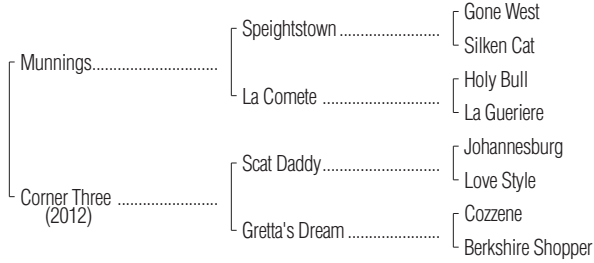 Gone West
Speightstown
Silken Cat
Munnings
Holy Bull
La Comete
La Gueriere
Johannesburg
Scat Daddy
Love Style
Corner Three
(2012)
Cozzene
Gretta's Dream
Berkshire Shopper